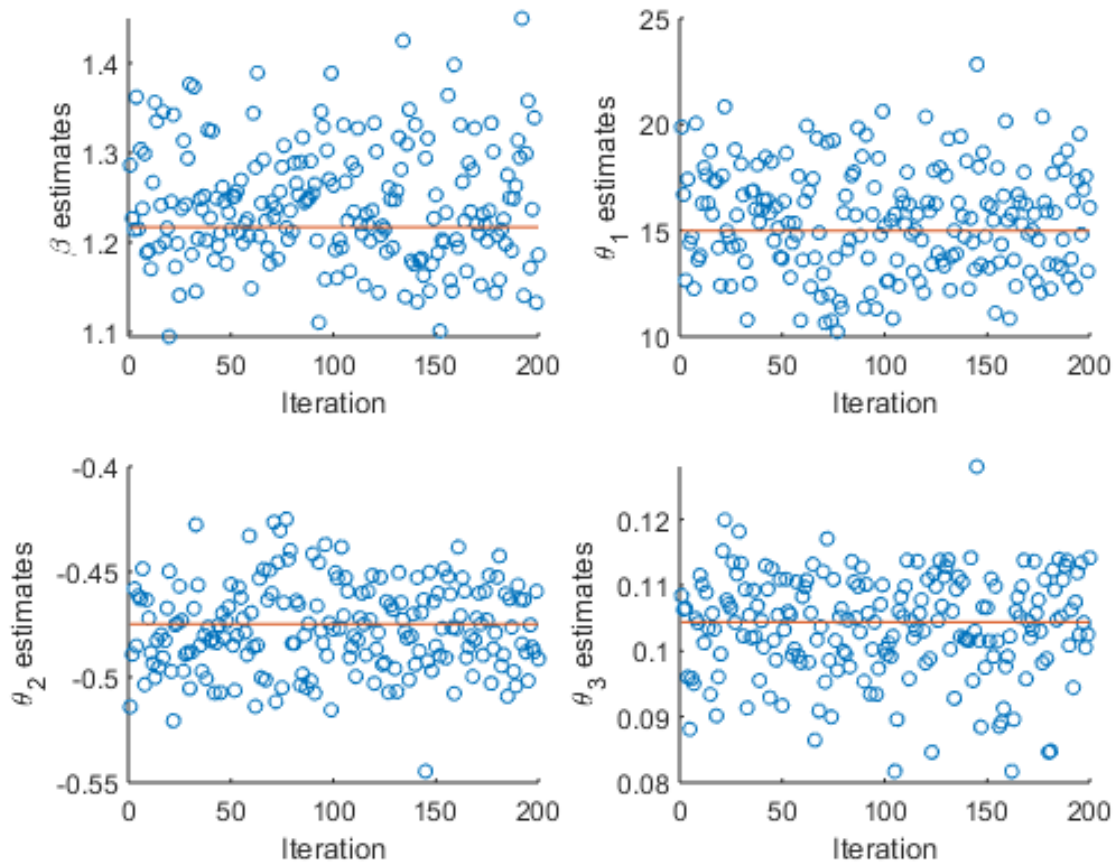 β estimates
1.4
1.3
1.2
1.1
0 50 100 150 200
Iteration
θ1 estimates
25
20
15
10
0 50 100 150 200
Iteration
θ2 estimates
-0.4
-0.45
-0.5
-0.55
0 50 100 150 200
Iteration
θ3 estimates
0.12
0.11
0.1
0.09
0.08
0 50 100 150 200
Iteration